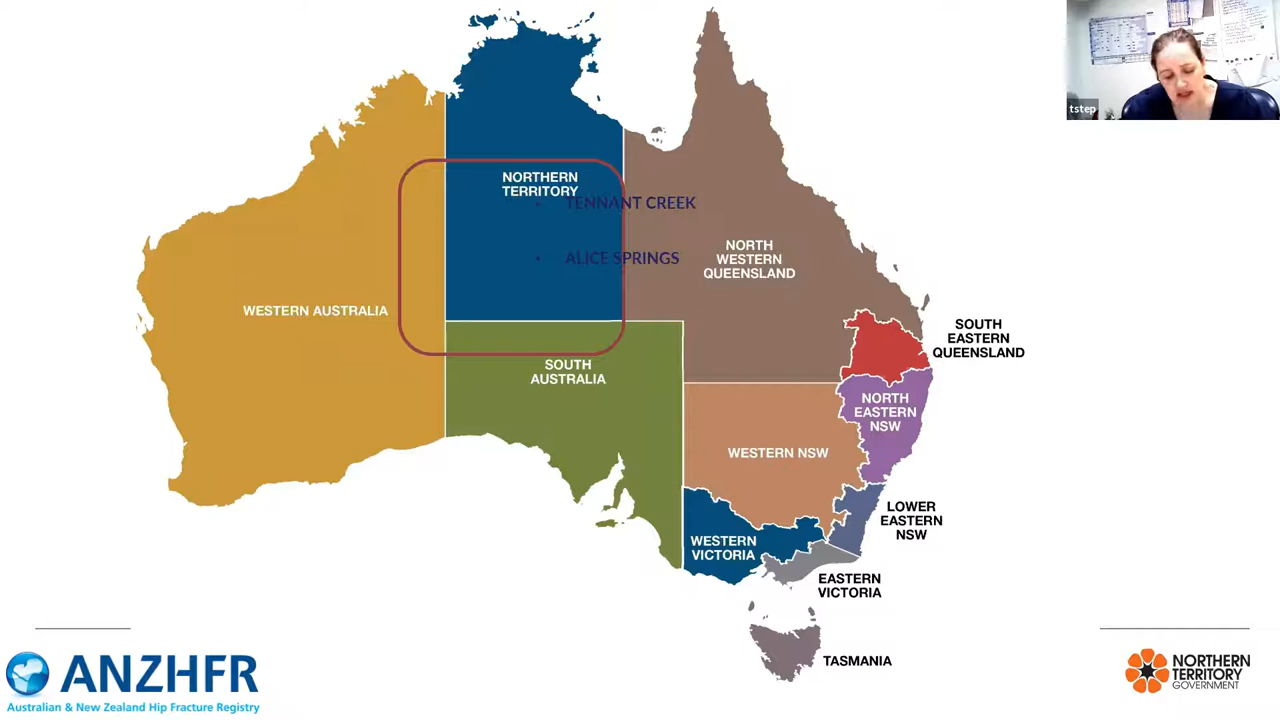 tstep
NORTHERN
TERRITORY
• TENNANT CREEK
• ALICE SPRINGS
NORTH
WESTERN
QUEENSLAND
WESTERN AUSTRALIA
SOUTH
EASTERN
QUEENSLAND
SOUTH
AUSTRALIA
NORTH
EASTERN
NSW
WESTERN NSW
LOWER
EASTERN
NSW
WESTERN
VICTORIA
EASTERN
VICTORIA
TASMANIA
ANZHFR
Australian & New Zealand Hip Fracture Registry
NORTHERN
TERRITORY
GOVERNMENT